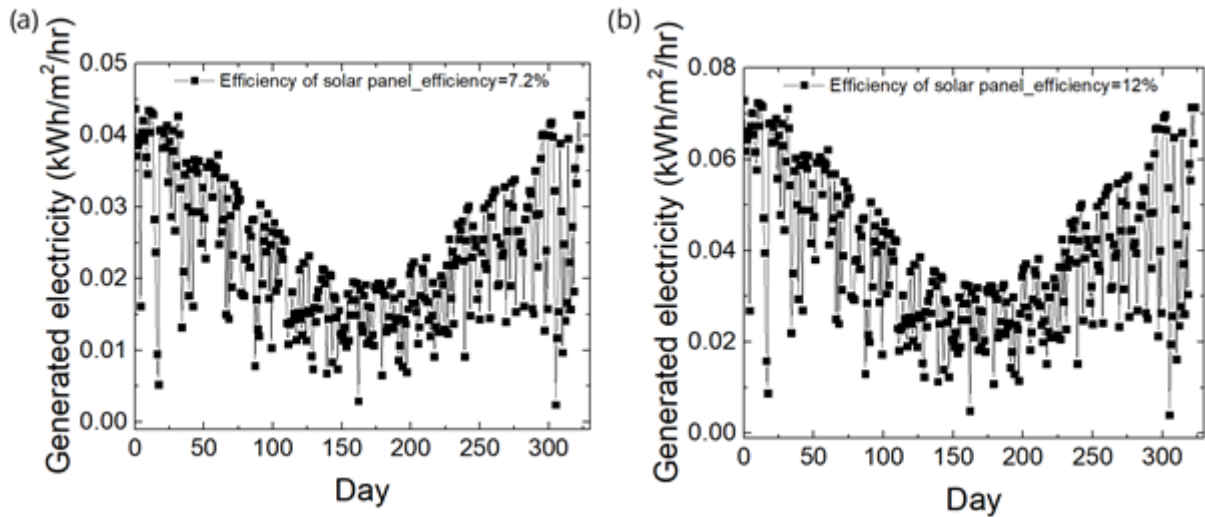 (a)
Generated electricity (kWh/m²/hr)
0.05
0.04
0.03
0.02
0.01
0.00
Efficiency of solar panel_efficiency=7.2%
0 50 100 150 200 250 300
Day
(b)
Generated electricity (kWh/m²/hr)
0.08
0.06
0.04
0.02
0.00
Efficiency of solar panel_efficiency=12%
0 50 100 150 200 250 300
Day